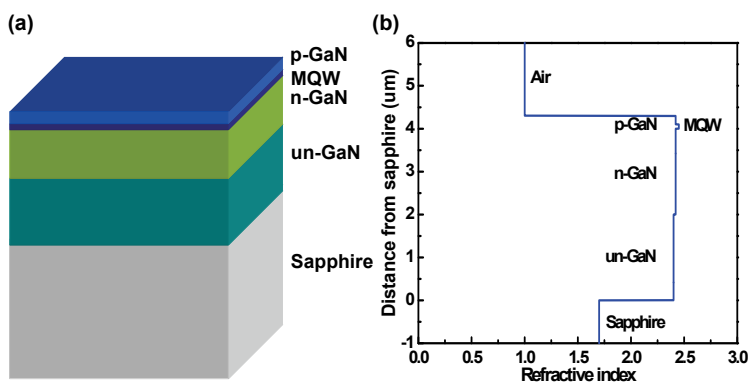 (a)
p-GaN
MQW
n-GaN
un-GaN
Sapphire
(b)
Distance from sapphire (um)
6
5
4
3
2
1
0
-1
Air
p-GaN
MQW
n-GaN
un-GaN
Sapphire
0.0 0.5 1.0 1.5 2.0 2.5 3.0
Refractive index